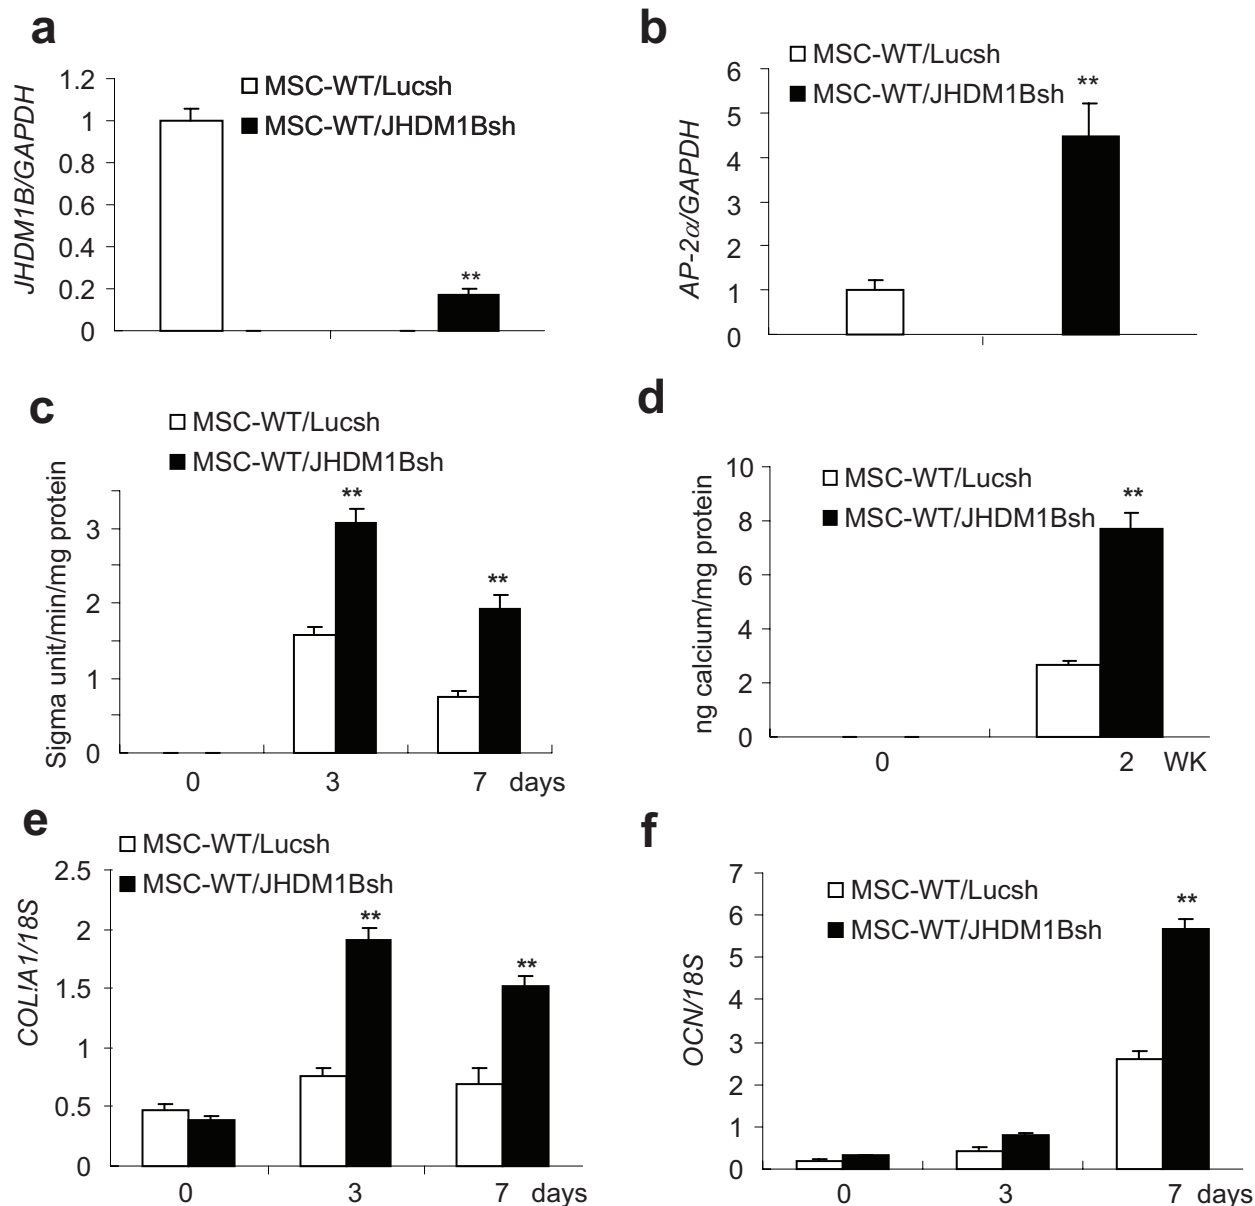 a
MSC-WT/Lucsh
MSC-WT/JHDM1Bsh
JHDM1B/GAPDH
1.2
1
0.8
0.6
0.4
0.2
0
**
b
MSC-WT/Lucsh
MSC-WT/JHDM1Bsh
AP-2α/GAPDH
6
5
4
3
2
1
0
**
c
MSC-WT/Lucsh
MSC-WT/JHDM1Bsh
Sigma unit/min/mg protein
3
2
1
0
**
**
0 3 7 days
d
MSC-WT/Lucsh
MSC-WT/JHDM1Bsh
ng calcium/mg protein
10
8
6
4
2
0
**
0 2 WK
e
MSC-WT/Lucsh
MSC-WT/JHDM1Bsh
COL!A1/18S
2.5
2
1.5
1
0.5
0
**
**
0 3 7 days
f
MSC-WT/Lucsh
MSC-WT/JHDM1Bsh
OCN/18S
7
6
5
4
3
2
1
0
**
0 3 7 days